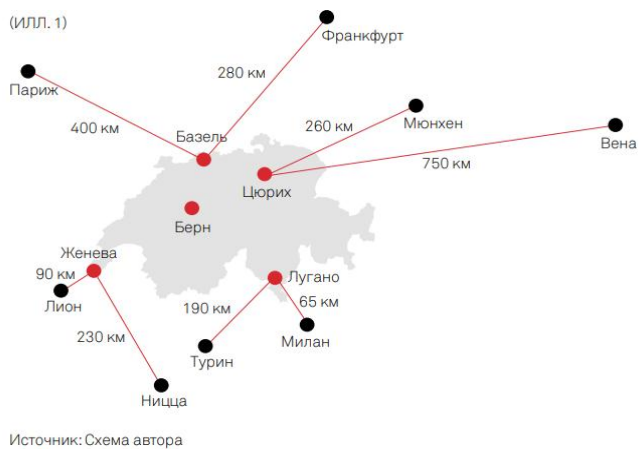 (ИЛЛ. 1)
Франкфурт
Париж
280 км
400 км
Базель
260 км
Мюнхен
Вена
750 км
Цюрих
Берн
Женева
90 км
Лугано
Лион
190 км
65 км
230 км
Милан
Турин
Ницца
Источник: Схема автора